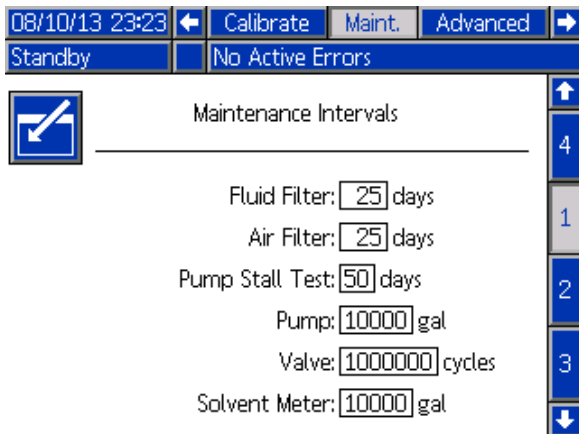 08/10/13 23:23 Calibrate Maint. Advanced
Standby No Active Errors
Maintenance Intervals
4
1
2
3
Fluid Filter: 25 days
Air Filter: 25 days
Pump Stall Test: 50 days
Pump: 10000 gal
Valve: 1000000 cycles
Solvent Meter: 10000 gal